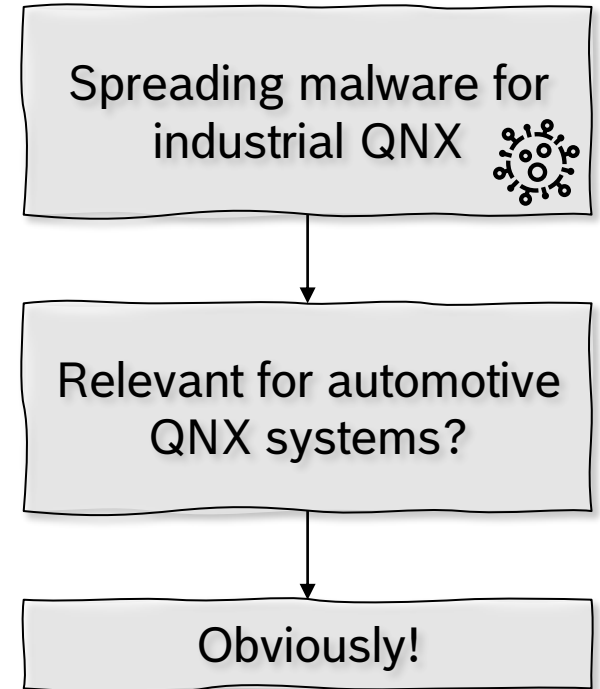 Spreading malware for
industrial QNX
Relevant for automotive
QNX systems?
Obviously!